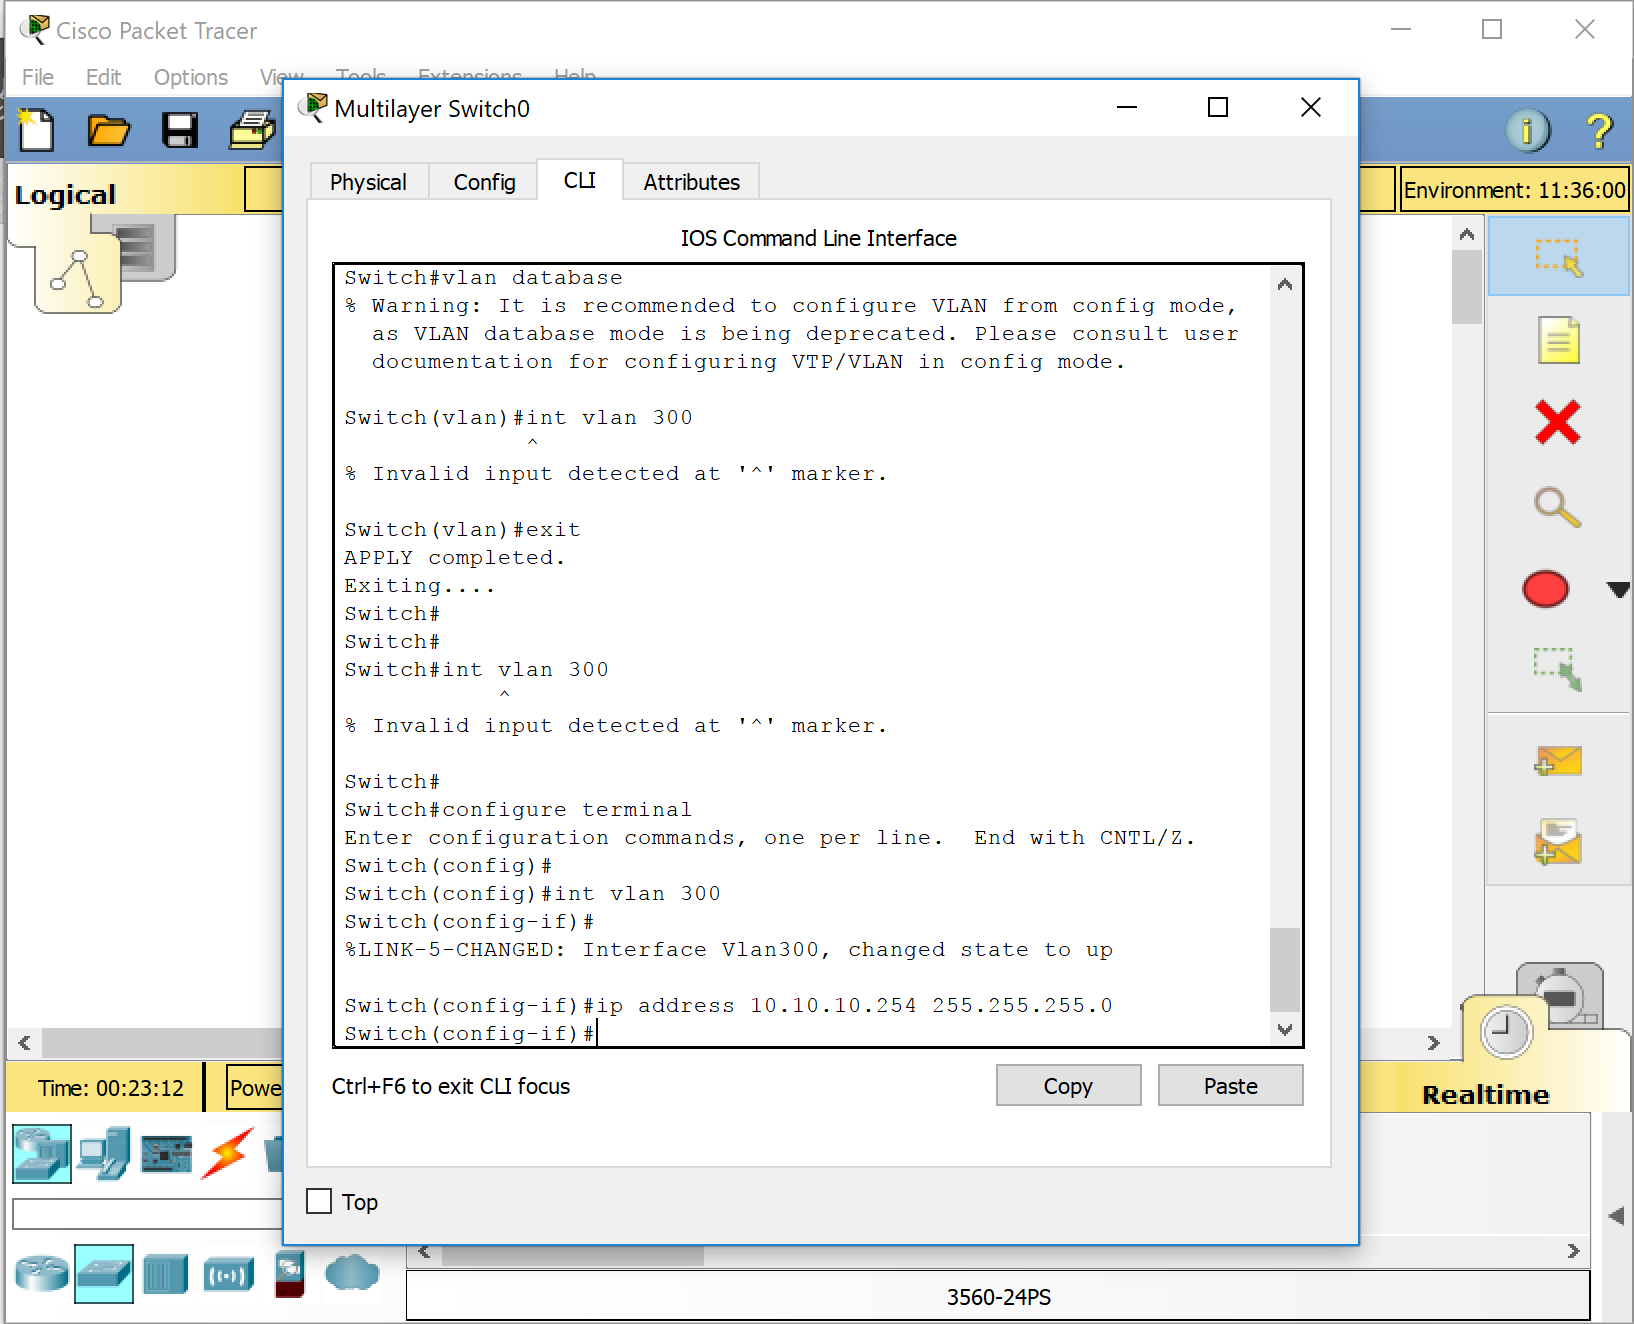 Cisco Packet Tracer
File Edit Options View Tools Extensions Help
Multilayer Switch0
Physical Config CLI Attributes
Logical
Environment: 11:36:00
IOS Command Line Interface
Switch#vlan database
% Warning: It is recommended to configure VLAN from config mode,
as VLAN database mode is being deprecated. Please consult user
documentation for configuring VTP/VLAN in config mode.
Switch(vlan)#int vlan 300
^
% Invalid input detected at '^' marker.
Switch(vlan)#exit
APPLY completed.
Exiting....
Switch#
Switch#
Switch#int vlan 300
^
% Invalid input detected at '^' marker.
Switch#
Switch#configure terminal
Enter configuration commands, one per line.  End with CNTL/Z.
Switch(config)#
Switch(config)#int vlan 300
Switch(config-if)#
%LINK-5-CHANGED: Interface Vlan300, changed state to up
Switch(config-if)#ip address 10.10.10.254 255.255.255.0
Switch(config-if)#
Ctrl+F6 to exit CLI focus
Copy Paste
Time: 00:23:12 Powe
Realtime
Top
3560-24PS